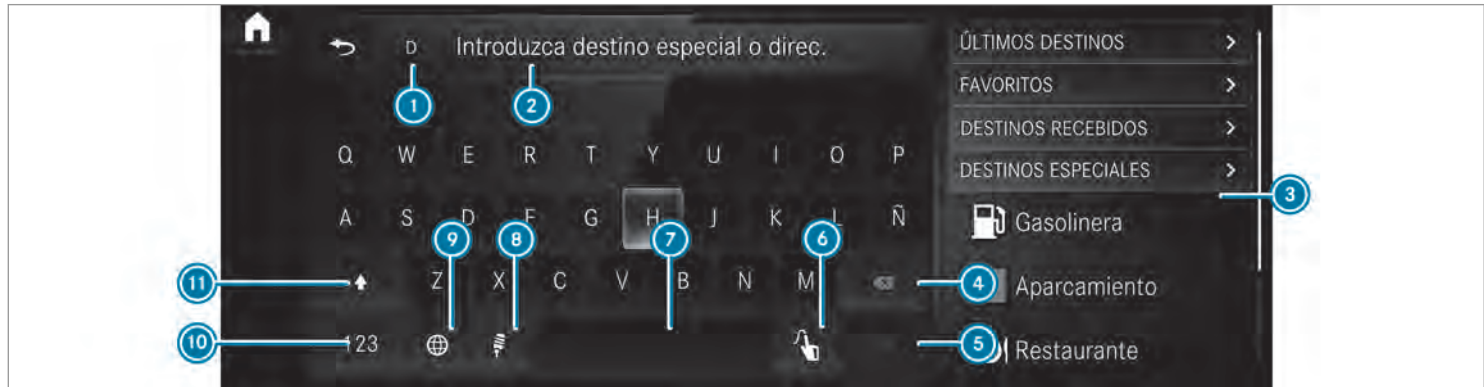 D Introduzca destino especial o direc.
1
2
Q W E R T Y U I O P
A S D F G H J K L Ñ
9
8
7
6
11
Z X C V B N M
4
10
123
5
ÚLTIMOS DESTINOS
FAVORITOS
DESTINOS RECEBIDOS
DESTINOS ESPECIALES
3
Gasolinera
Aparcamiento
Restaurante